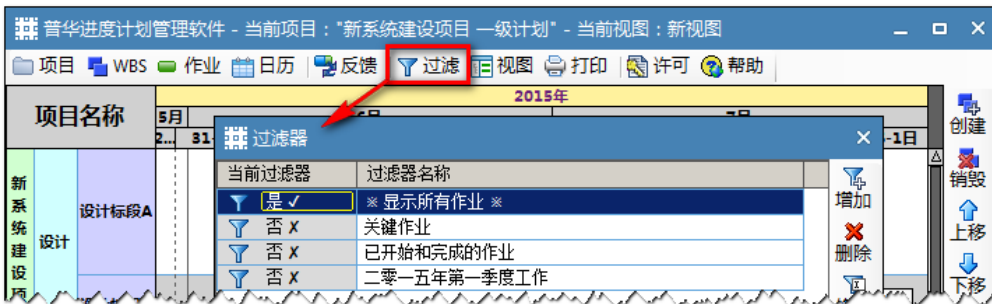 普华进度计划管理软件 - 当前项目："新系统建设项目 一级计划" - 当前视图：新视图
项目 WBS 作业 日历 反馈 过滤 视图 打印 许可 帮助
项目名称
2015年
5月
2... 31
-1日
新系统建设项
设计
设计标段A
过滤器
当前过滤器 过滤器名称
是✓ ※ 显示所有作业 ※
否✗ 关键作业
否✗ 已开始和完成的作业
否✗ 二零一五年第一季度工作
增加
删除
创建
销毁
上移
下移